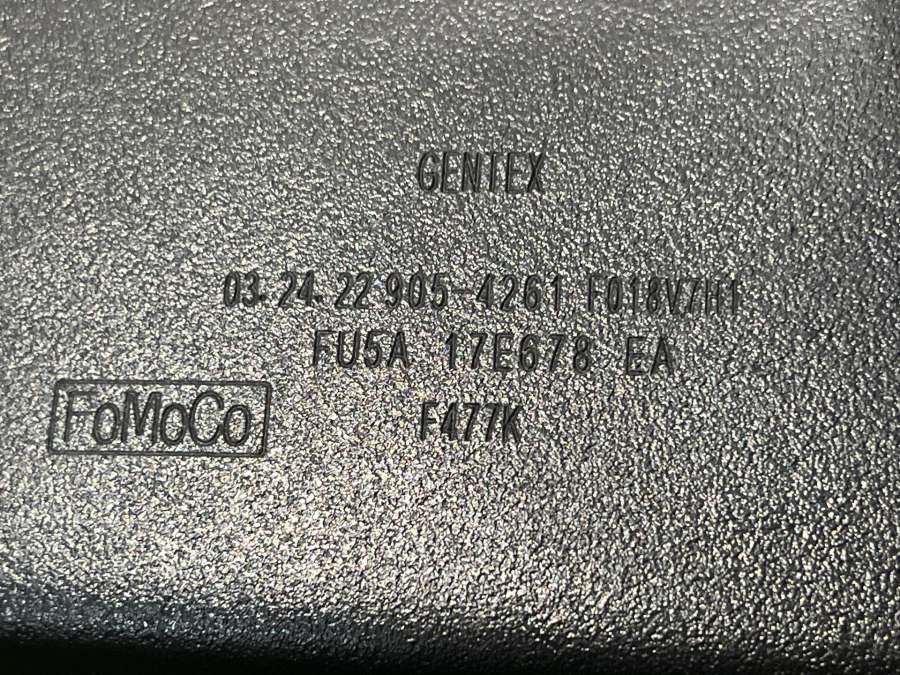 GENTEX
03.24.22 905-4261 F018V7H1
FU5A 17E678 EA
FoMoCo
F477K